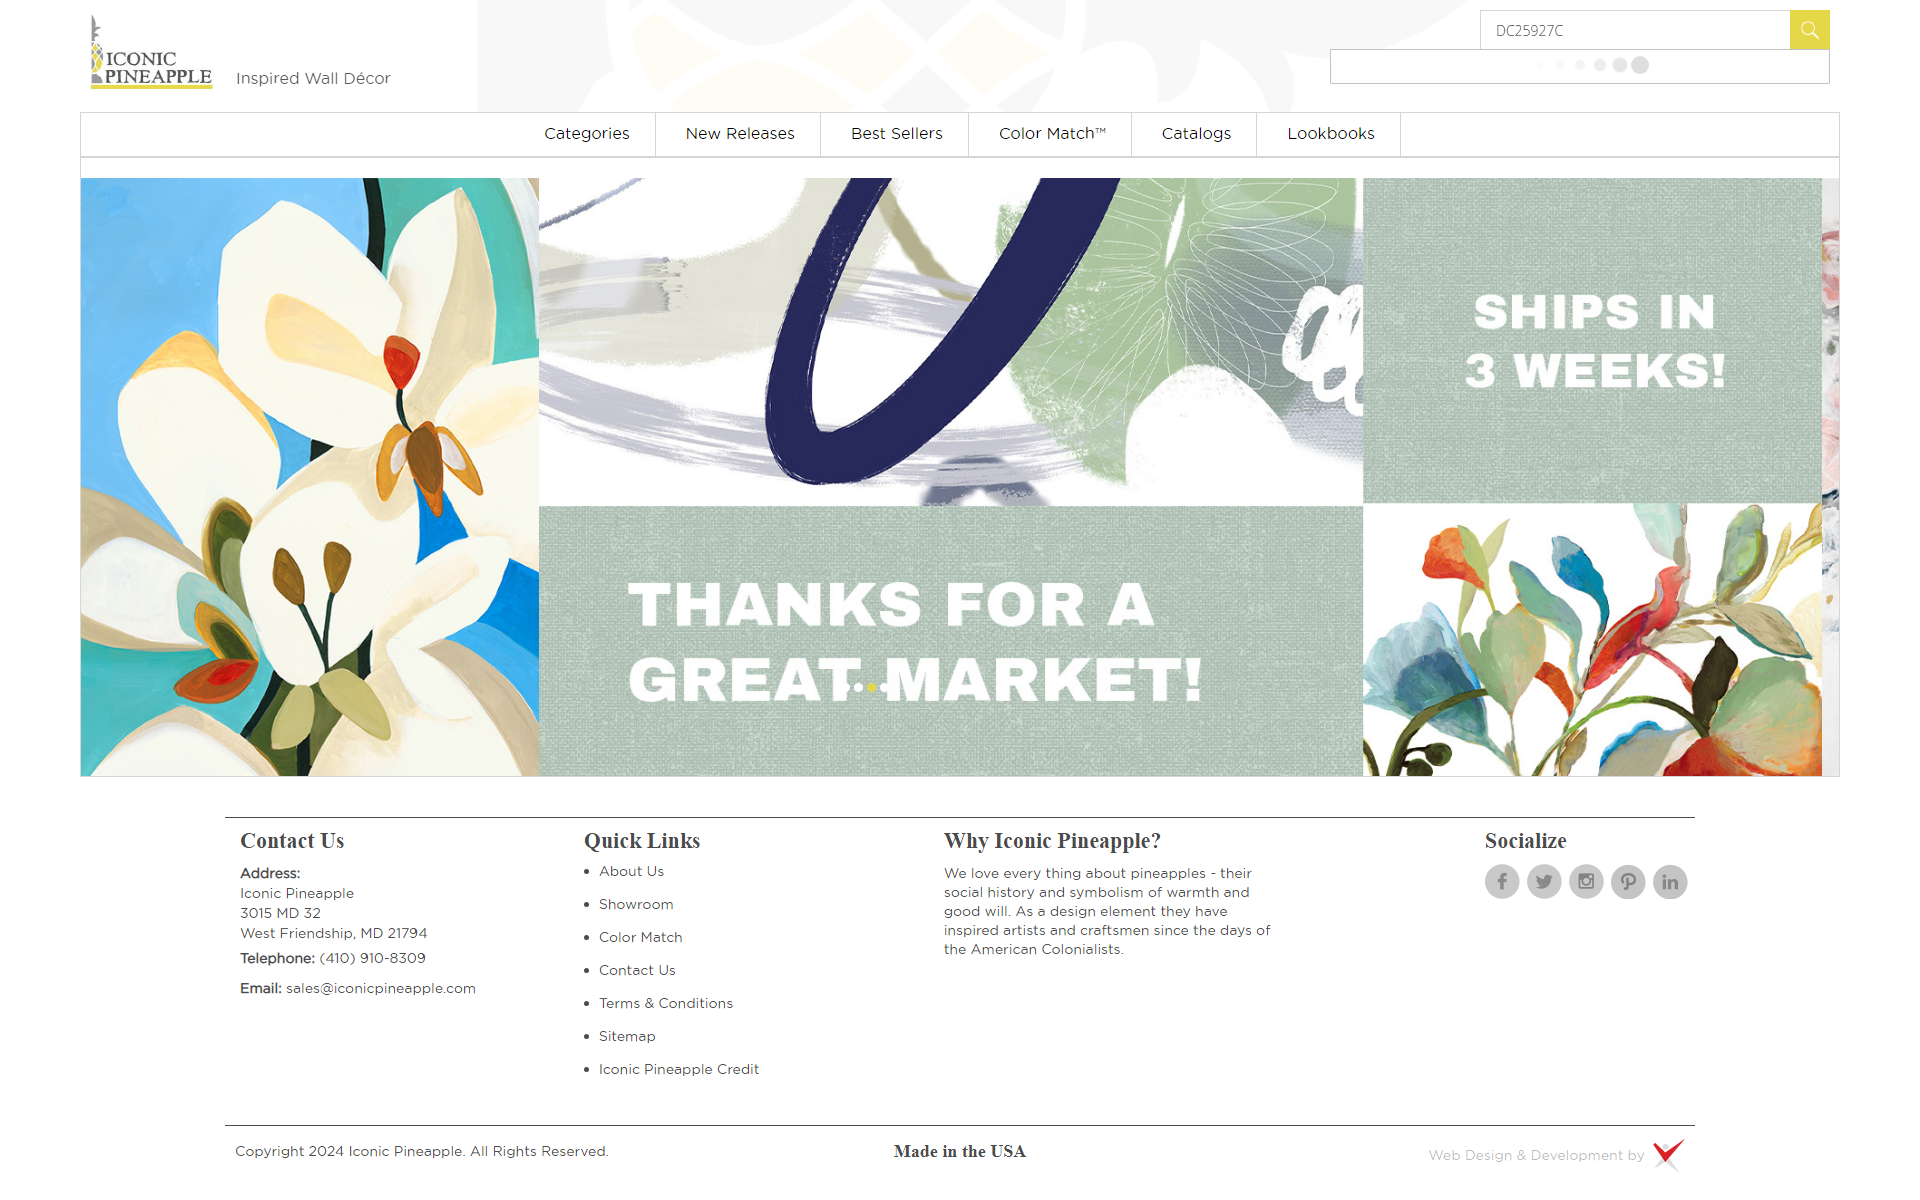 ICONIC
PINEAPPLE
Inspired Wall Décor
DC25927C
Categories
New Releases
Best Sellers
Color Match™
Catalogs
Lookbooks
SHIPS IN
3 WEEKS!
THANKS FOR A
GREAT MARKET!
Contact Us
Address:
Iconic Pineapple
3015 MD 32
West Friendship, MD 21794
Telephone: (410) 910-8309
Email: sales@iconicpineapple.com
Quick Links
About Us
Showroom
Color Match
Contact Us
Terms & Conditions
Sitemap
Iconic Pineapple Credit
Why Iconic Pineapple?
We love every thing about pineapples - their
social history and symbolism of warmth and
good will. As a design element they have
inspired artists and craftsmen since the days of
the American Colonialists.
Socialize
Copyright 2024 Iconic Pineapple. All Rights Reserved.
Made in the USA
Web Design & Development by